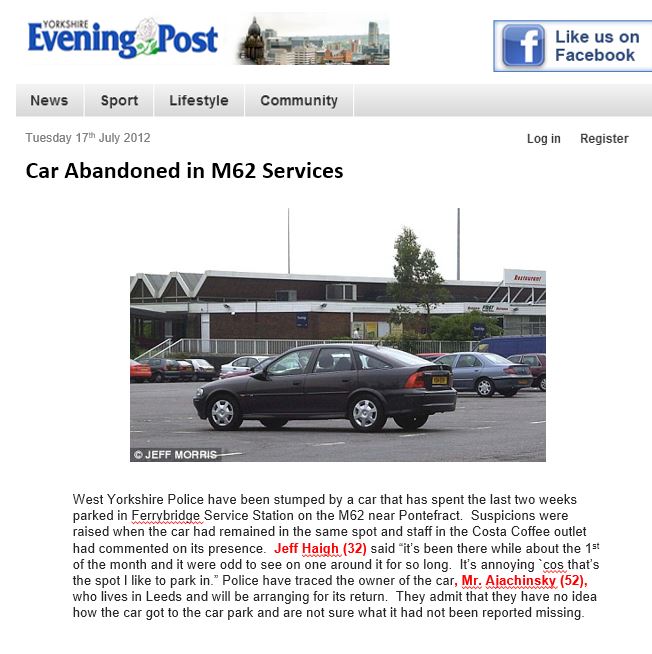 YORKSHIRE
Evening Post
Like us on
Facebook
News Sport Lifestyle Community
Tuesday 17th July 2012
Log in Register
Car Abandoned in M62 Services
Restaurant
© JEFF MORRIS
West Yorkshire Police have been stumped by a car that has spent the last two weeks
parked in Ferrybridge Service Station on the M62 near Pontefract. Suspicions were
raised when the car had remained in the same spot and staff in the Costa Coffee outlet
had commented on its presence. Jeff Haigh (32) said “it’s been there while about the 1st
of the month and it were odd to see on one around it for so long. It’s annoying `cos that’s
the spot I like to park in.” Police have traced the owner of the car, Mr. Ajachinsky (52),
who lives in Leeds and will be arranging for its return. They admit that they have no idea
how the car got to the car park and are not sure what it had not been reported missing.